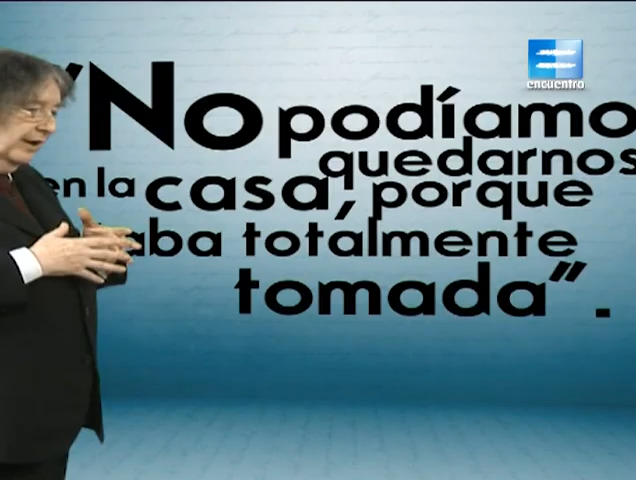 encuentro
"No podíamo
quedarnos
en la casa, porque
aba totalmente
tomada".